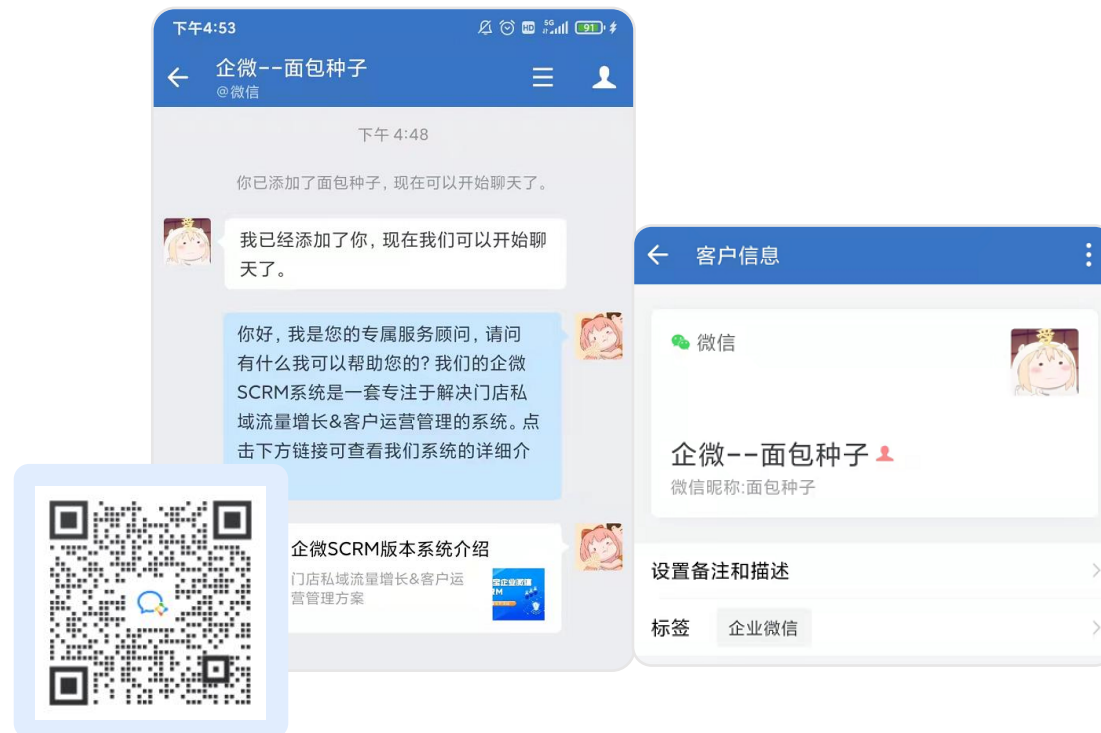 下午4:53
HD
5G
91
企微--面包种子
@微信
下午 4:48
你已添加了面包种子，现在可以开始聊天了。
我已经添加了你，现在我们可以开始聊
天了。
你好，我是您的专属服务顾问，请问
有什么我可以帮助您的？我们的企微
SCRM系统是一套专注于解决门店私
域流量增长&客户运营管理的系统。点
击下方链接可查看我们系统的详细介
企微SCRM版本系统介绍
门店私域流量增长&客户运
营管理方案
客户信息
微信
企微--面包种子
微信昵称:面包种子
设置备注和描述
标签
企业微信